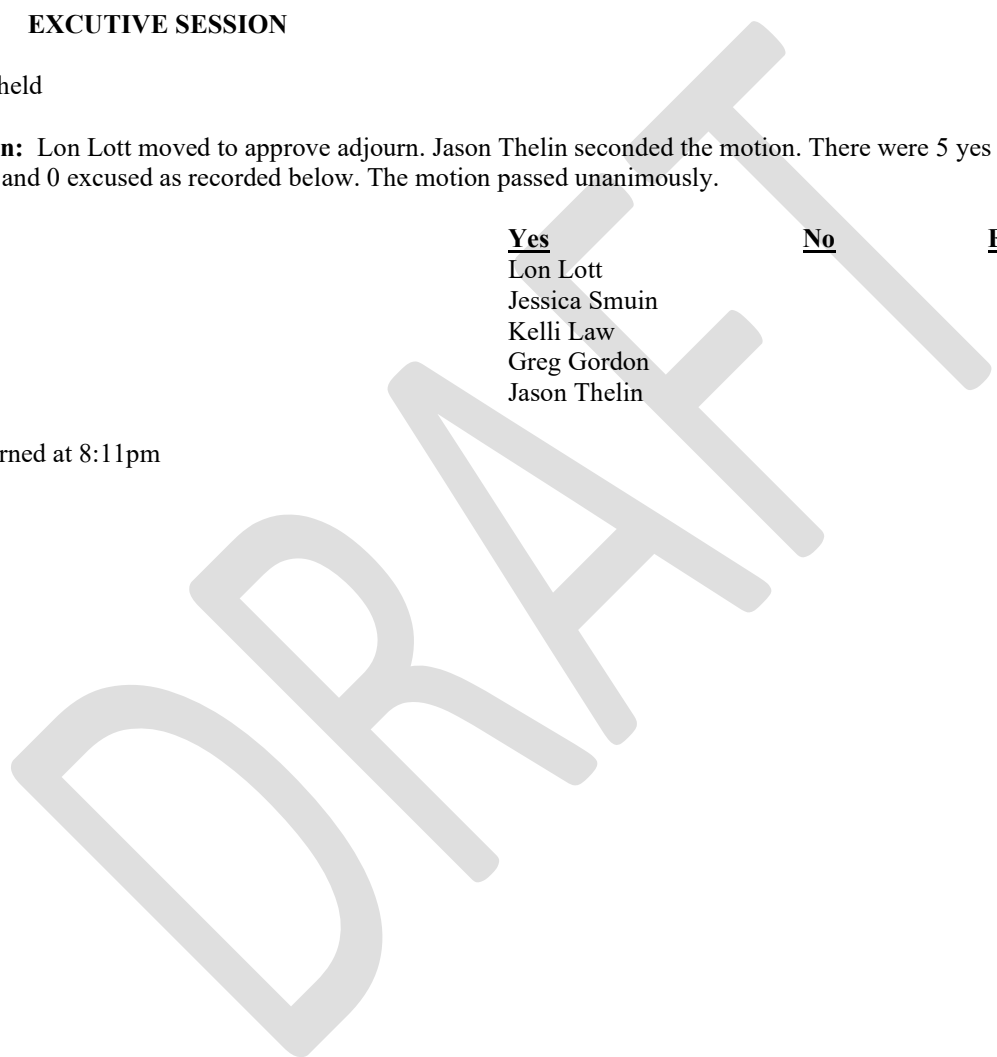 EXCUTIVE SESSION
held
n: Lon Lott moved to approve adjourn. Jason Thelin seconded the motion. There were 5 yes
and 0 excused as recorded below. The motion passed unanimously.
Yes No E
Lon Lott
Jessica Smuin
Kelli Law
Greg Gordon
Jason Thelin
rned at 8:11pm
DRAFT